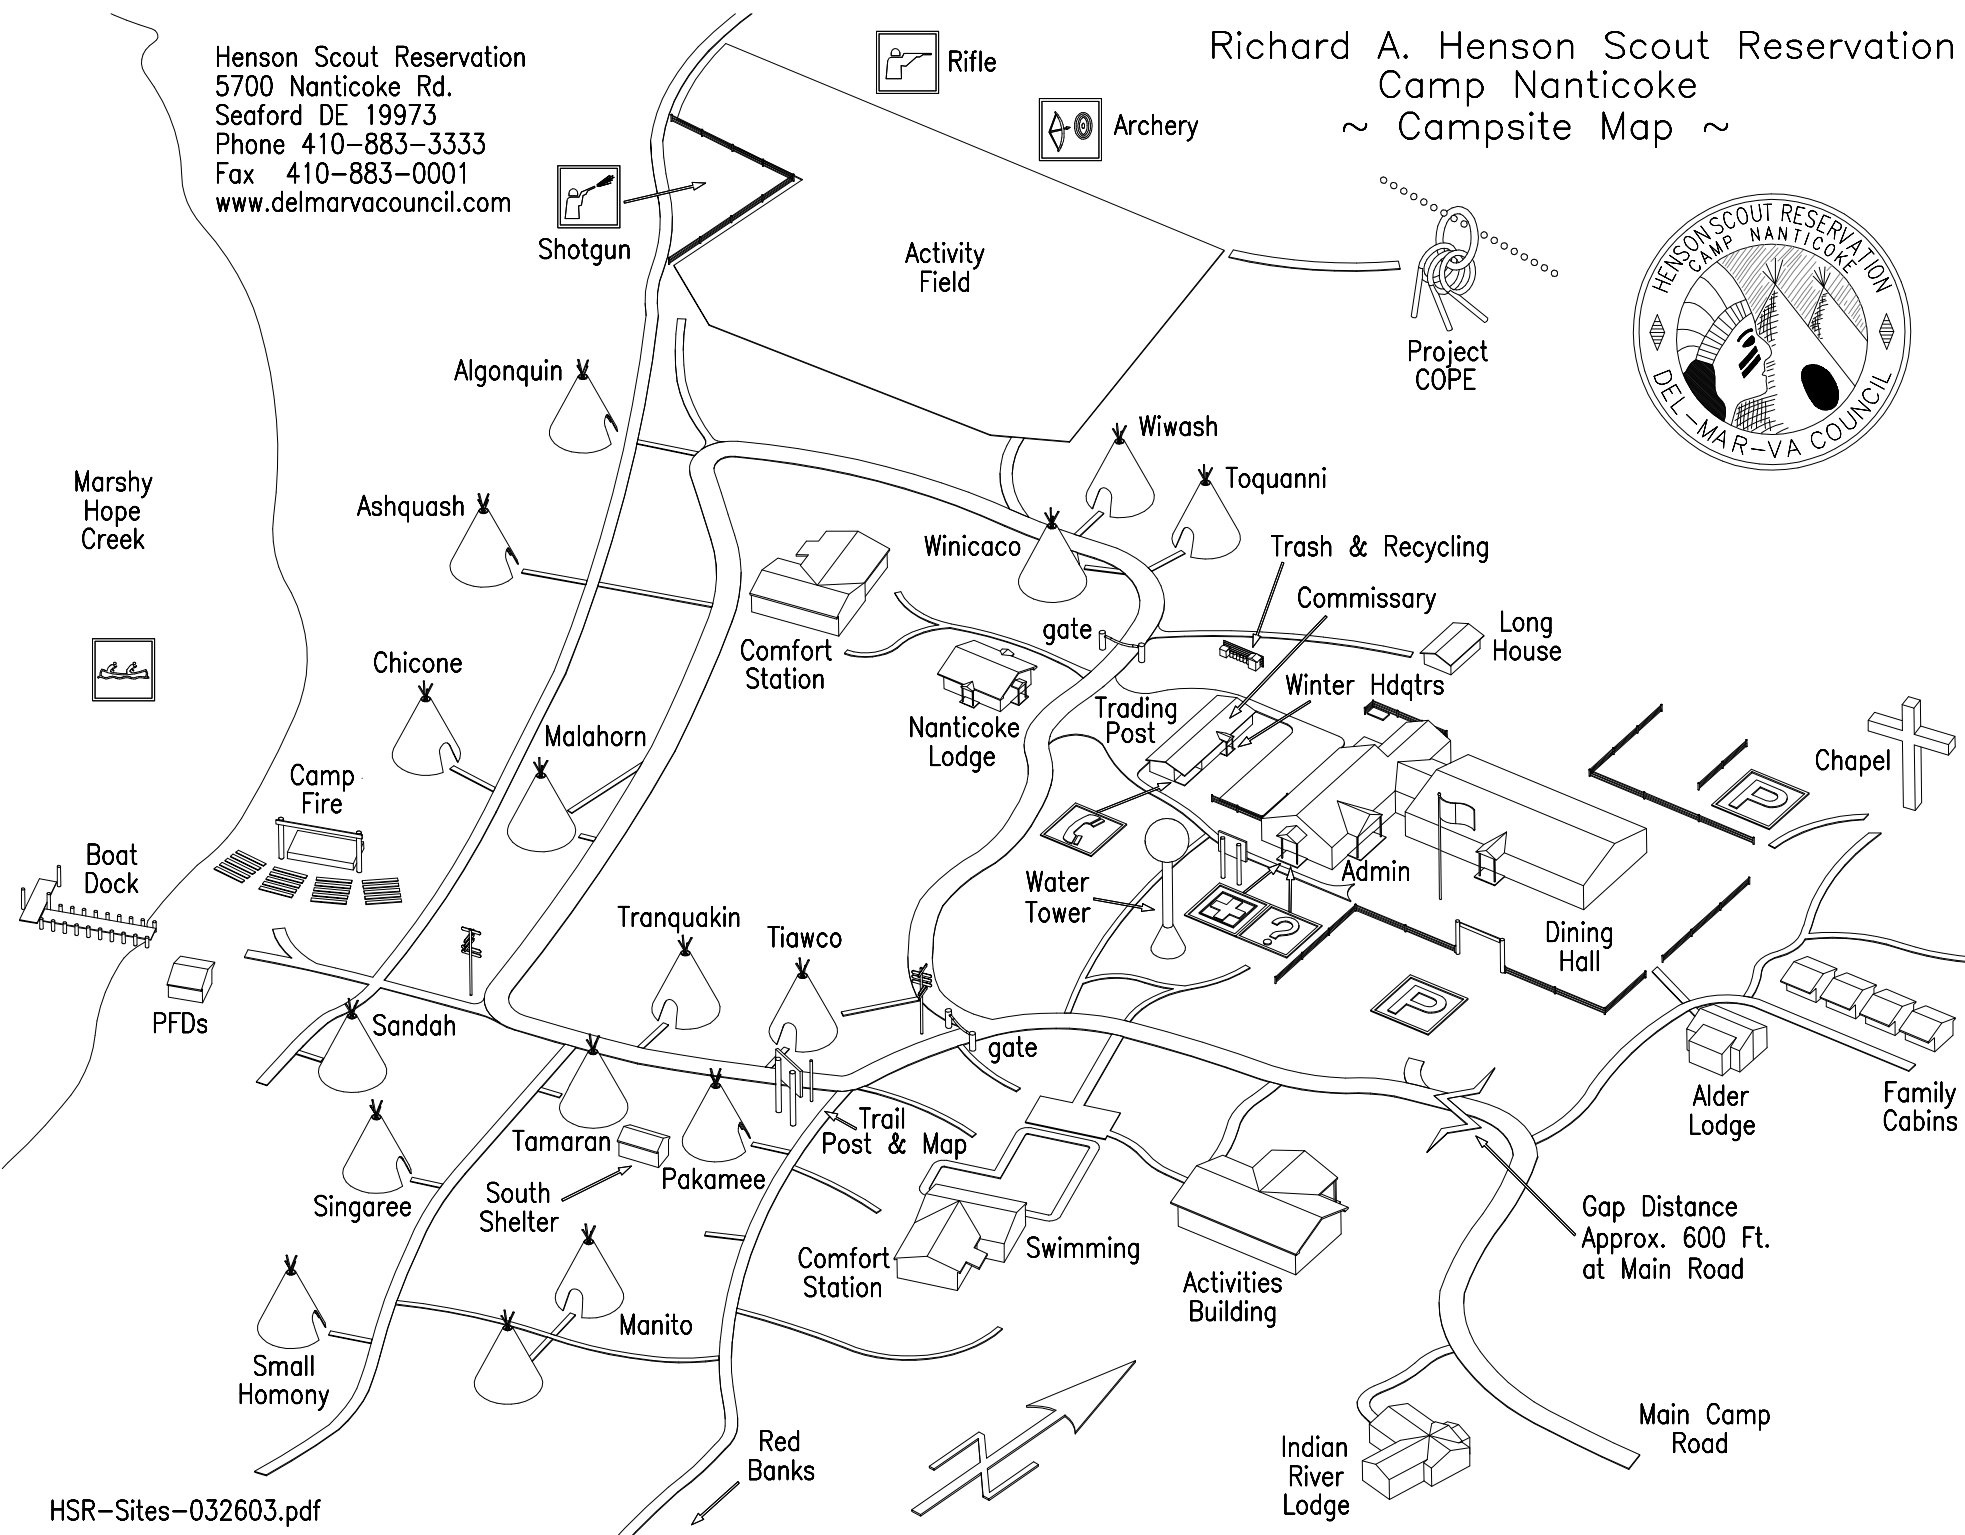 Richard A. Henson Scout Reservation
Camp Nanticoke
~ Campsite Map ~
Henson Scout Reservation
5700 Nanticoke Rd.
Seaford DE 19973
Phone 410-883-3333
Fax 410-883-0001
www.delmarvacouncil.com
Rifle
Archery
Shotgun
Activity
Field
Project
COPE
HENSON SCOUT RESERVATION
CAMP NANTICOKE
DEL-MAR-VA COUNCIL
Algonquin
Wiwash
Toquanni
Marshy
Hope
Creek
Ashquash
Winicaco
Trash & Recycling
Commissary
gate
Long
House
Comfort
Station
Chicone
Nanticoke
Lodge
Trading
Post
Winter Hdqtrs
Malahorn
Chapel
P
Camp
Fire
Boat
Dock
Water
Tower
Admin
?
Dining
Hall
Tranquakin
Tiawco
P
PFDs
Sandah
gate
Alder
Lodge
Family
Cabins
Tamaran
Trail
Post & Map
Pakamee
South
Shelter
Singaree
Swimming
Comfort
Station
Activities
Building
Gap Distance
Approx. 600 Ft.
at Main Road
Manito
Small
Homony
Main Camp
Road
Red
Banks
N
Indian
River
Lodge
HSR-Sites-032603.pdf